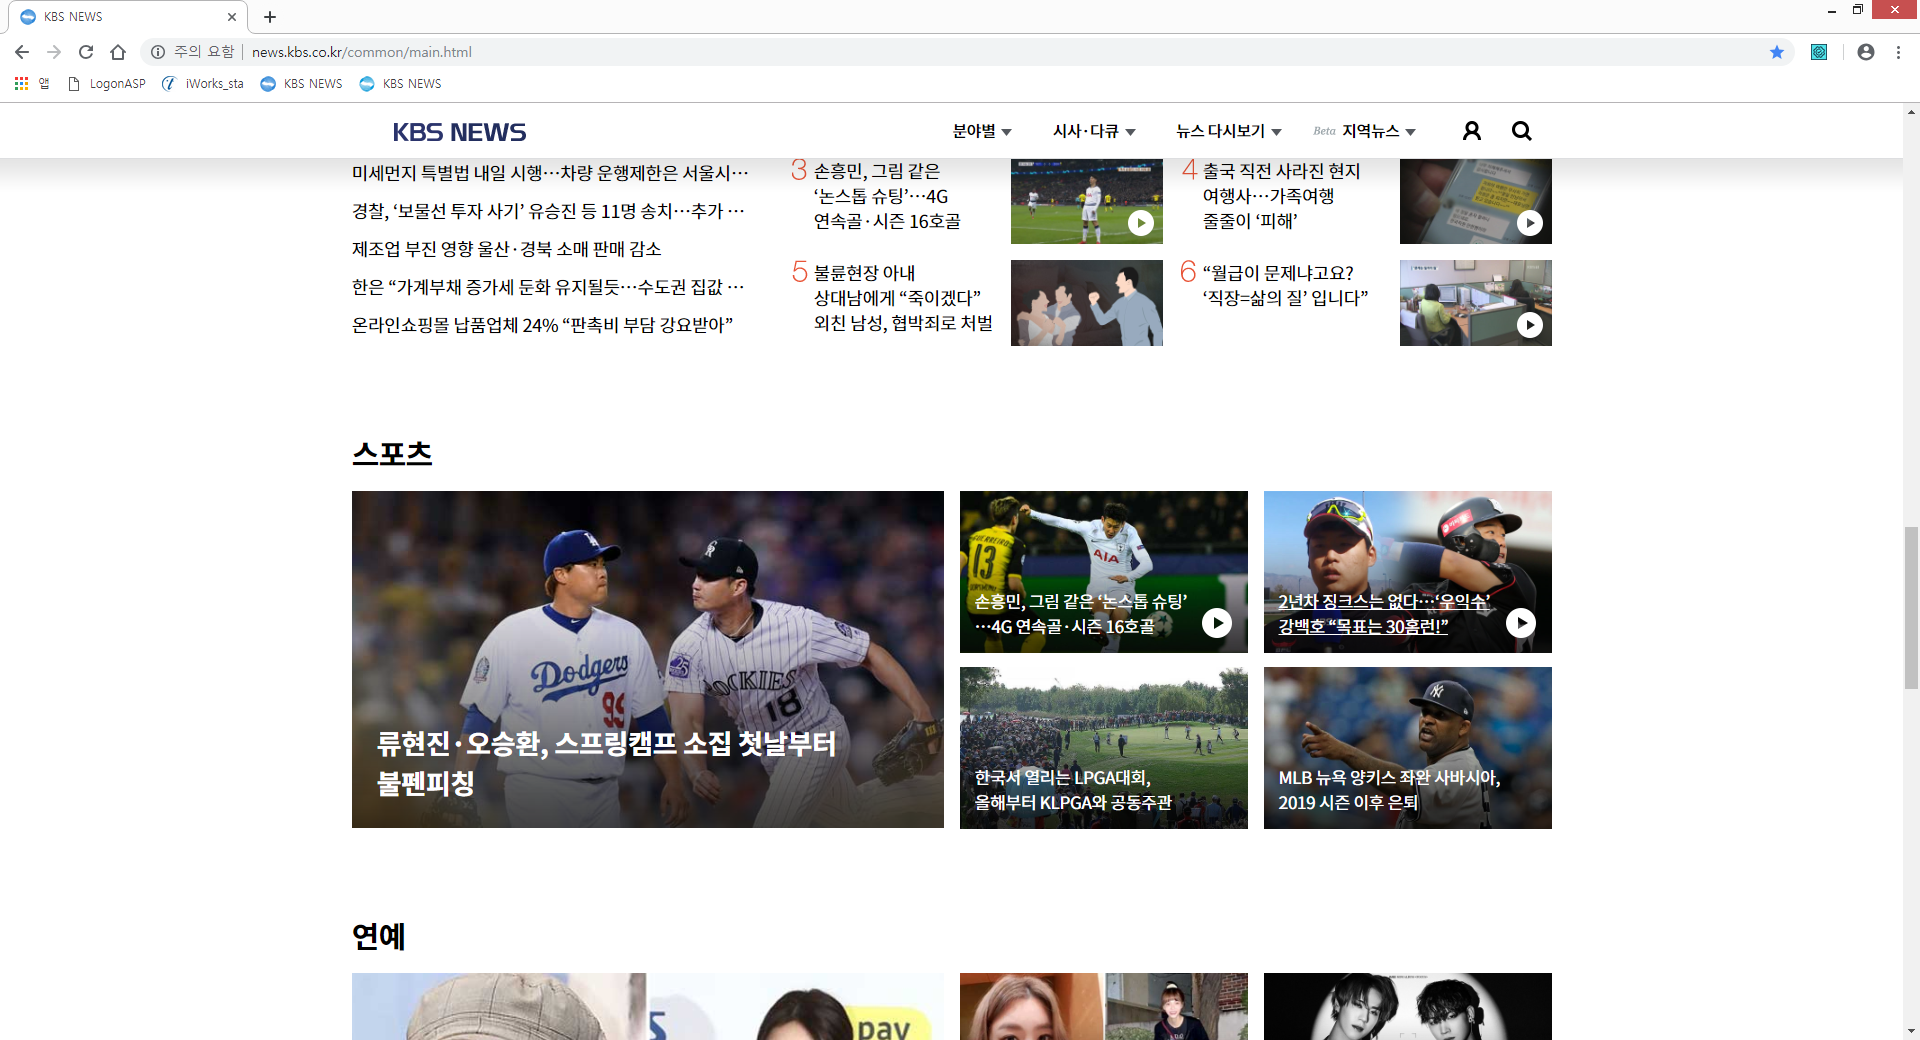 KBS NEWS
주의 요함
news.kbs.co.kr/common/main.html
앱
LogonASP
iWorks_sta
KBS NEWS
KBS NEWS
KBS NEWS
분야별
시사·다큐
뉴스 다시보기
Beta 지역뉴스
미세먼지 특별법 내일 시행…차량 운행제한은 서울시…
경찰, ‘보물선 투자 사기’ 유승진 등 11명 송치…추가 …
제조업 부진 영향 울산·경북 소매 판매 감소
한은 “가계부채 증가세 둔화 유지될듯…수도권 집값 …
온라인쇼핑몰 납품업체 24% “판촉비 부담 강요받아”
3 손흥민, 그림 같은
‘논스톱 슈팅’…4G
연속골·시즌 16호골
4 출국 직전 사라진 현지
여행사…가족여행
줄줄이 ‘피해’
5 불륜현장 아내
상대남에게 “죽이겠다”
외친 남성, 협박죄로 처벌
6 “월급이 문제냐고요?
‘직장=삶의 질’ 입니다”
스포츠
Dodgers
99
ROCKIES
18
류현진·오승환, 스프링캠프 소집 첫날부터
불펜피칭
GUERREIRO
13
AIA
손흥민, 그림 같은 ‘논스톱 슈팅’
…4G 연속골·시즌 16호골
2년차 징크스는 없다…‘우익수’
강백호 “목표는 30홈런!”
한국서 열리는 LPGA대회,
올해부터 KLPGA와 공동주관
MLB 뉴욕 양키스 좌완 사바시아,
2019 시즌 이후 은퇴
연예
pay